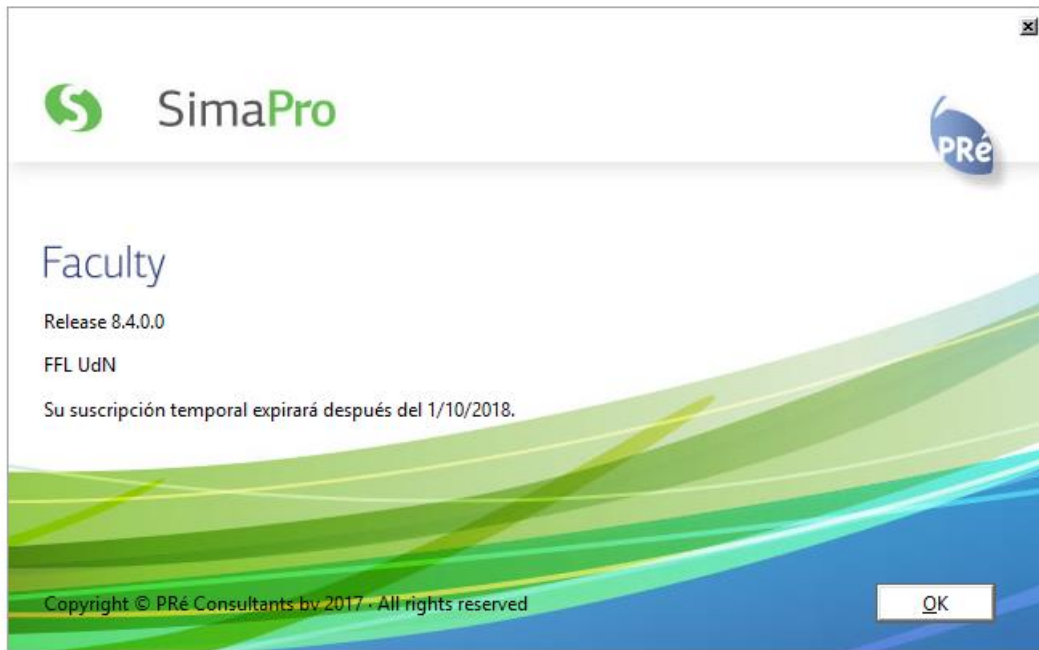 SimaPro
PRé
Faculty
Release 8.4.0.0
FFL UdN
Su suscripción temporal expirará después del 1/10/2018.
Copyright © PRé Consultants bv 2017 · All rights reserved
OK